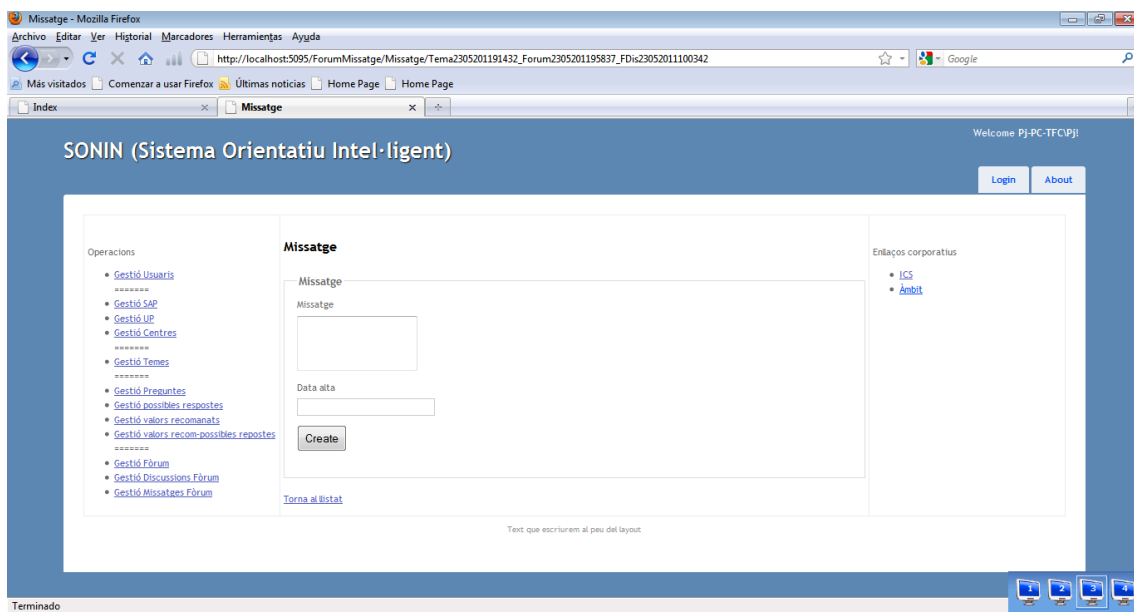 Missatge - Mozilla Firefox
Archivo Editar Ver Historial Marcadores Herramientas Ayuda
http://localhost:5095/ForumMissatge/Missatge/Tema2305201191432_Forum2305201195837_FDis23052011100342
Google
Más visitados Comenzar a usar Firefox Últimas noticias Home Page Home Page
Index Missatge
Welcome Pj-PC-TFC\Pj!
SONIN (Sistema Orientatiu Intel·ligent)
Login About
Operacions
Gestió Usuaris
=======
Gestió SAP
Gestió UP
Gestió Centres
=======
Gestió Temes
=======
Gestió Preguntes
Gestió possibles respostes
Gestió valors recomanats
Gestió valors recom-possibles repostes
=======
Gestió Fòrum
Gestió Discussions Fòrum
Gestió Missatges Fòrum
Missatge
Missatge
Missatge
Data alta
Create
Torna al llistat
Enllaços corporatius
ICS
Àmbit
Text que escriurem al peu del layout
1 2 3 4
Terminado